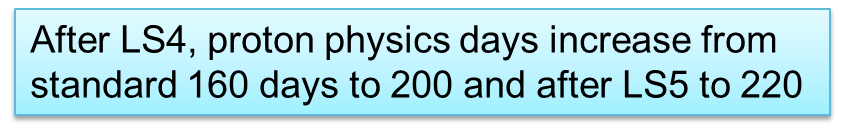 After LS4, proton physics days increase from
standard 160 days to 200 and after LS5 to 220